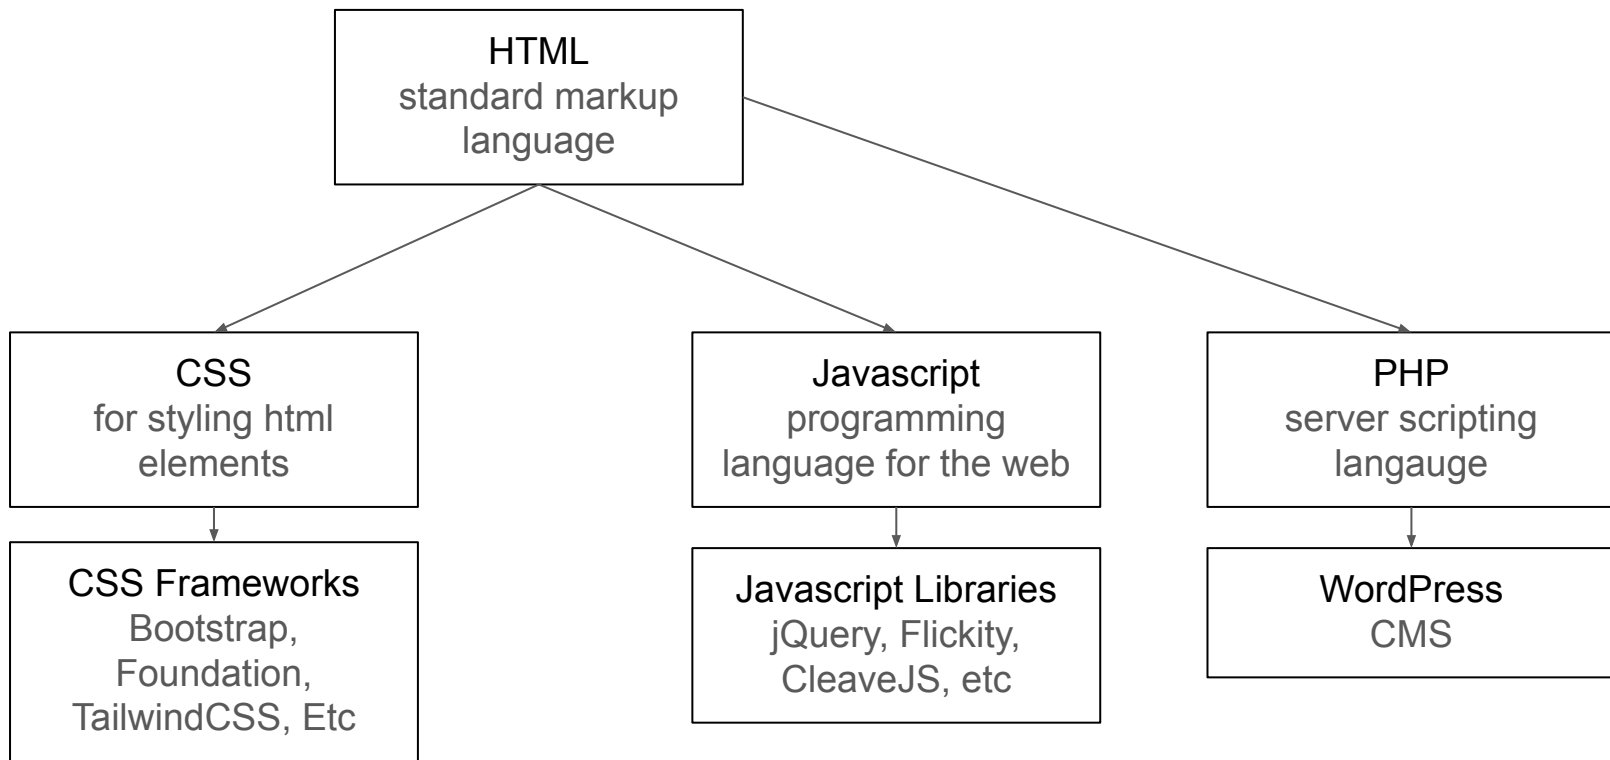 HTML
standard markup
language
CSS
for styling html
elements
Javascript
programming
language for the web
PHP
server scripting
langauge
CSS Frameworks
Bootstrap,
Foundation,
TailwindCSS, Etc
Javascript Libraries
jQuery, Flickity,
CleaveJS, etc
WordPress
CMS